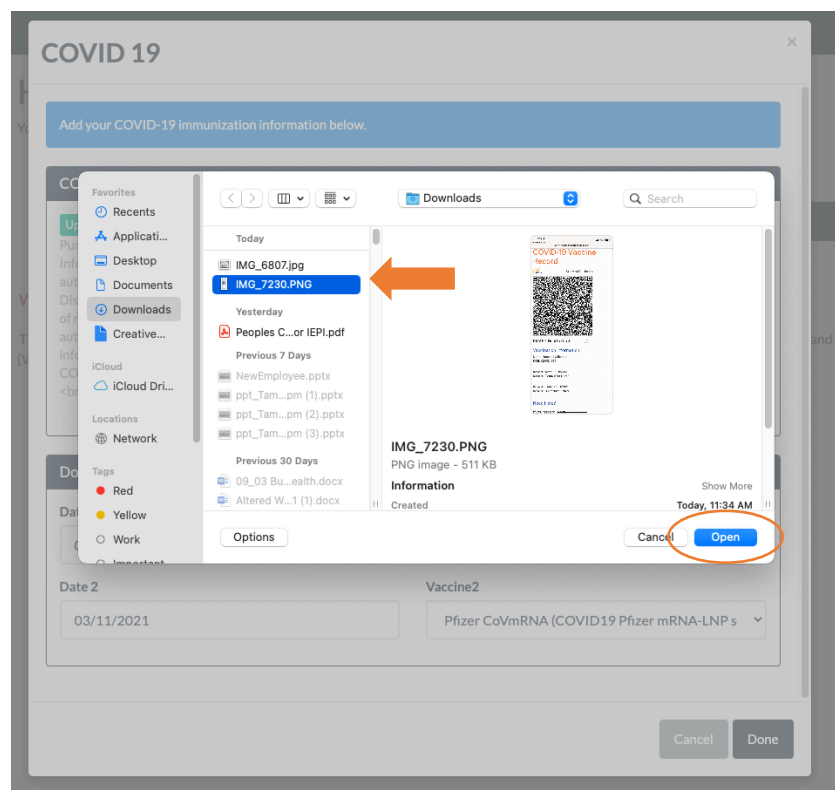 COVID 19
×
Add your COVID-19 immunization information below.
Favorites
Recents
Applicati...
Desktop
Documents
Downloads
Creative...
iCloud
iCloud Dri...
Locations
Network
Tags
Red
Yellow
Work
Important
Downloads
Search
Today
IMG_6807.jpg
IMG_7230.PNG
Yesterday
Peoples C...or IEPI.pdf
Previous 7 Days
NewEmployee.pptx
ppt_Tam...pm (1).pptx
ppt_Tam...pm (2).pptx
ppt_Tam...pm (3).pptx
Previous 30 Days
09_03 Bu...ealth.docx
Altered W...1 (1).docx
COVID-19 Vaccine
Record
IMG_7230.PNG
PNG image - 511 KB
Information
Show More
Created
Today, 11:34 AM
Options
Cancel
Open
Date 2
Vaccine2
03/11/2021
Pfizer CoVmRNA (COVID19 Pfizer mRNA-LNP s
Cancel
Done